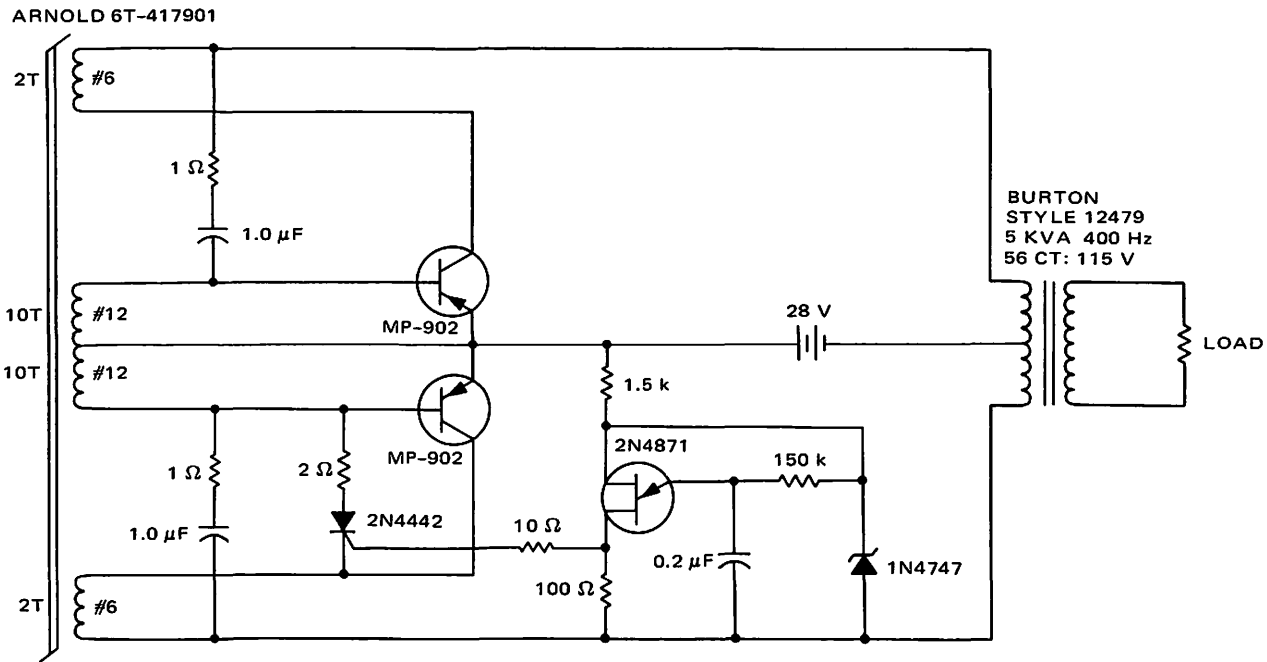 ARNOLD 6T-417901
2T
#6
1 Ω
1.0 µF
10T
#12
MP-902
10T
#12
28 V
BURTON
STYLE 12479
5 KVA 400 Hz
56 CT: 115 V
LOAD
1.5 k
MP-902
2N4871
150 k
1 Ω
2 Ω
1.0 µF
2N4442
10 Ω
0.2 µF
1N4747
100 Ω
2T
#6